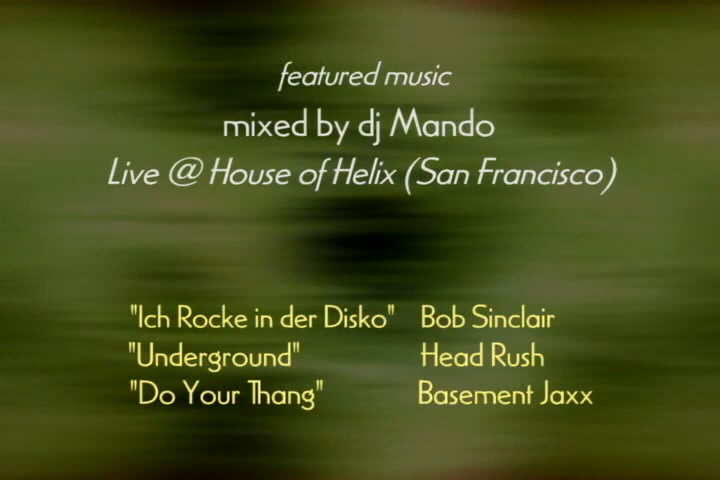 featured music
mixed by dj Mando
Live @ House of Helix (San Francisco)
"Ich Rocke in der Disko" Bob Sinclair
"Underground" Head Rush
"Do Your Thang" Basement Jaxx